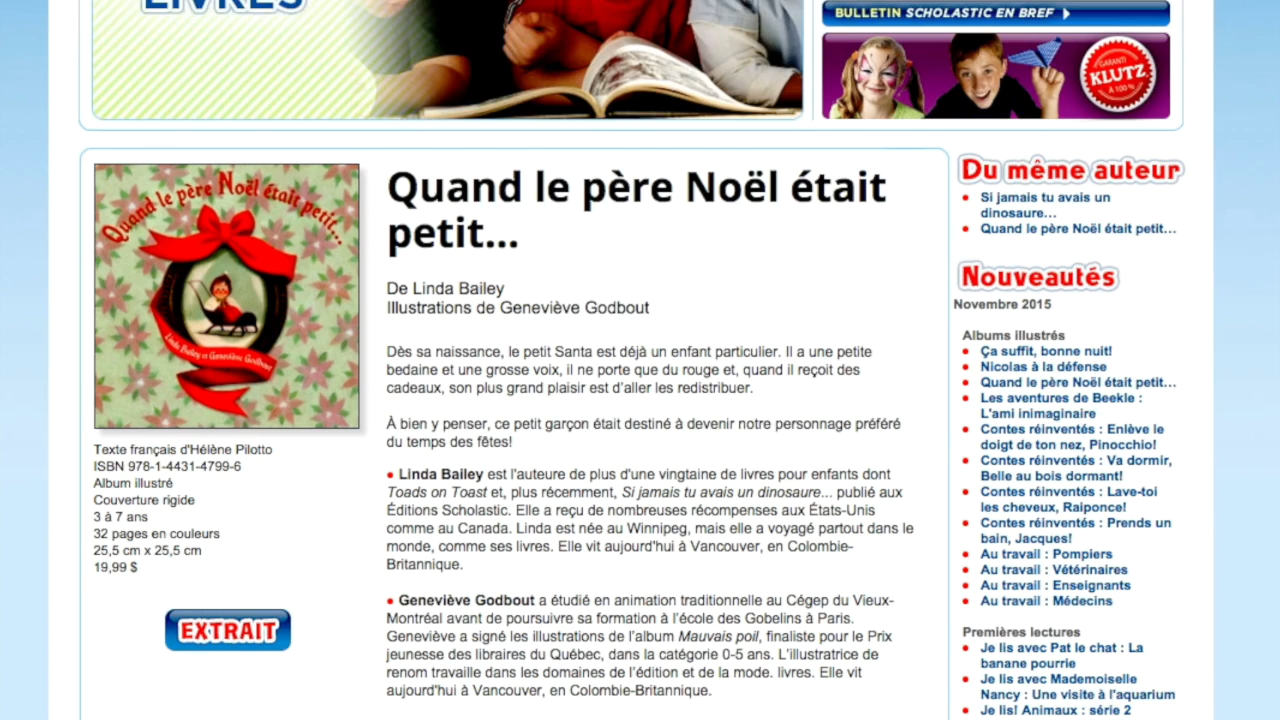 LIVRES
BULLETIN SCHOLASTIC EN BREF
GARANTI
KLUTZ
À 100 %
Quand le père Noël était petit...
Linda Bailey et Geneviève Godbout
Texte français d'Hélène Pilotto
ISBN 978-1-4431-4799-6
Album illustré
Couverture rigide
3 à 7 ans
32 pages en couleurs
25,5 cm x 25,5 cm
19,99 $
EXTRAIT
Quand le père Noël était
petit...
De Linda Bailey
Illustrations de Geneviève Godbout
Dès sa naissance, le petit Santa est déjà un enfant particulier. Il a une petite
bedaine et une grosse voix, il ne porte que du rouge et, quand il reçoit des
cadeaux, son plus grand plaisir est d'aller les redistribuer.
À bien y penser, ce petit garçon était destiné à devenir notre personnage préféré
du temps des fêtes!
• Linda Bailey est l'auteure de plus d'une vingtaine de livres pour enfants dont
Toads on Toast et, plus récemment, Si jamais tu avais un dinosaure... publié aux
Éditions Scholastic. Elle a reçu de nombreuses récompenses aux États-Unis
comme au Canada. Linda est née au Winnipeg, mais elle a voyagé partout dans le
monde, comme ses livres. Elle vit aujourd'hui à Vancouver, en Colombie-
Britannique.
• Geneviève Godbout a étudié en animation traditionnelle au Cégep du Vieux-
Montréal avant de poursuivre sa formation à l'école des Gobelins à Paris.
Geneviève a signé les illustrations de l'album Mauvais poil, finaliste pour le Prix
jeunesse des libraires du Québec, dans la catégorie 0-5 ans. L'illustratrice de
renom travaille dans les domaines de l'édition et de la mode. livres. Elle vit
aujourd'hui à Vancouver, en Colombie-Britannique.
Du même auteur
• Si jamais tu avais un
dinosaure...
• Quand le père Noël était petit...
Nouveautés
Novembre 2015
Albums illustrés
• Ça suffit, bonne nuit!
• Nicolas à la défense
• Quand le père Noël était petit...
• Les aventures de Beekle :
L'ami inimaginaire
• Contes réinventés : Enlève le
doigt de ton nez, Pinocchio!
• Contes réinventés : Va dormir,
Belle au bois dormant!
• Contes réinventés : Lave-toi
les cheveux, Raiponce!
• Contes réinventés : Prends un
bain, Jacques!
• Au travail : Pompiers
• Au travail : Vétérinaires
• Au travail : Enseignants
• Au travail : Médecins
Premières lectures
• Je lis avec Pat le chat : La
banane pourrie
• Je lis avec Mademoiselle
Nancy : Une visite à l'aquarium
• Je lis! Animaux : série 2